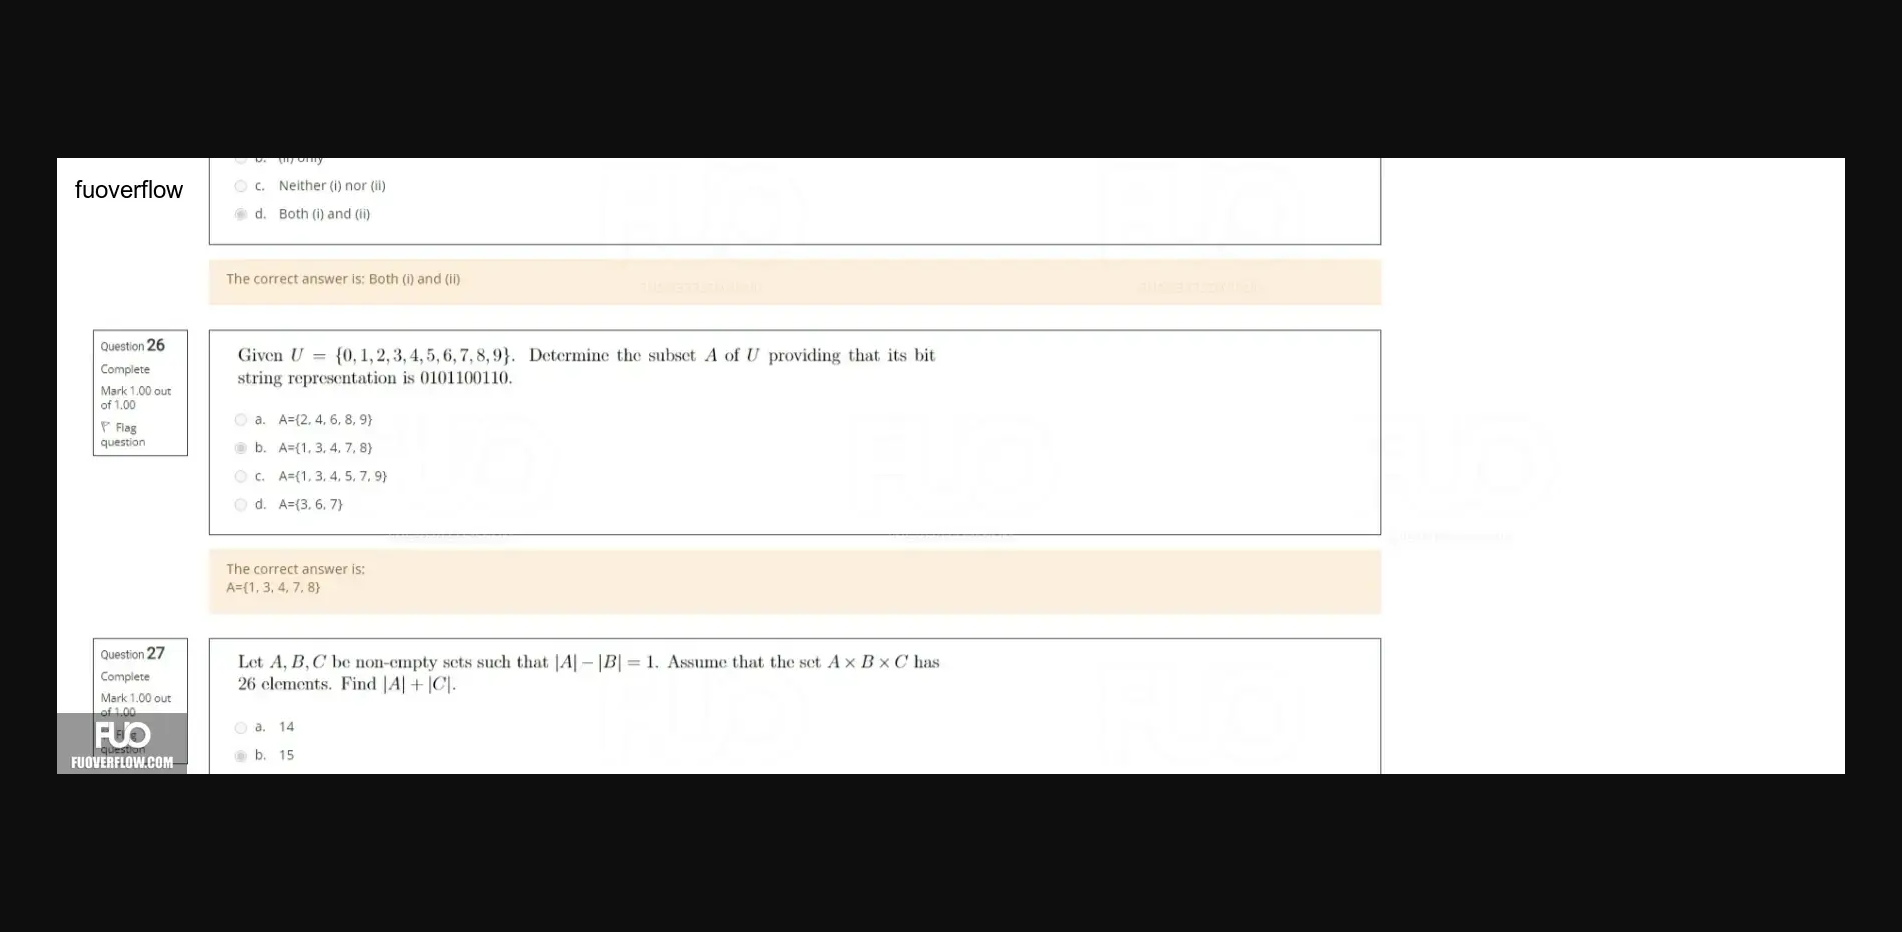 fuoverflow
b. (ii) only
c. Neither (i) nor (ii)
d. Both (i) and (ii)
The correct answer is: Both (i) and (ii)
Question 26
Complete
Mark 1.00 out
of 1.00
Flag
question
Given U = {0, 1, 2, 3, 4, 5, 6, 7, 8, 9}. Determine the subset A of U providing that its bit
string representation is 0101100110.
a. A={2, 4, 6, 8, 9}
b. A={1, 3, 4, 7, 8}
c. A={1, 3, 4, 5, 7, 9}
d. A={3, 6, 7}
The correct answer is:
A={1, 3, 4, 7, 8}
Question 27
Complete
Mark 1.00 out
of 1.00
Flag
question
Let A, B, C be non-empty sets such that |A| − |B| = 1. Assume that the set A × B × C has
26 elements. Find |A| + |C|.
a. 14
b. 15
FUO
FUOVERFLOW.COM